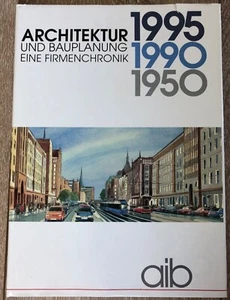 ARCHITEKTUR 1995
UND BAUPLANUNG 1990
EINE FIRMENCHRONIK 1950
aib